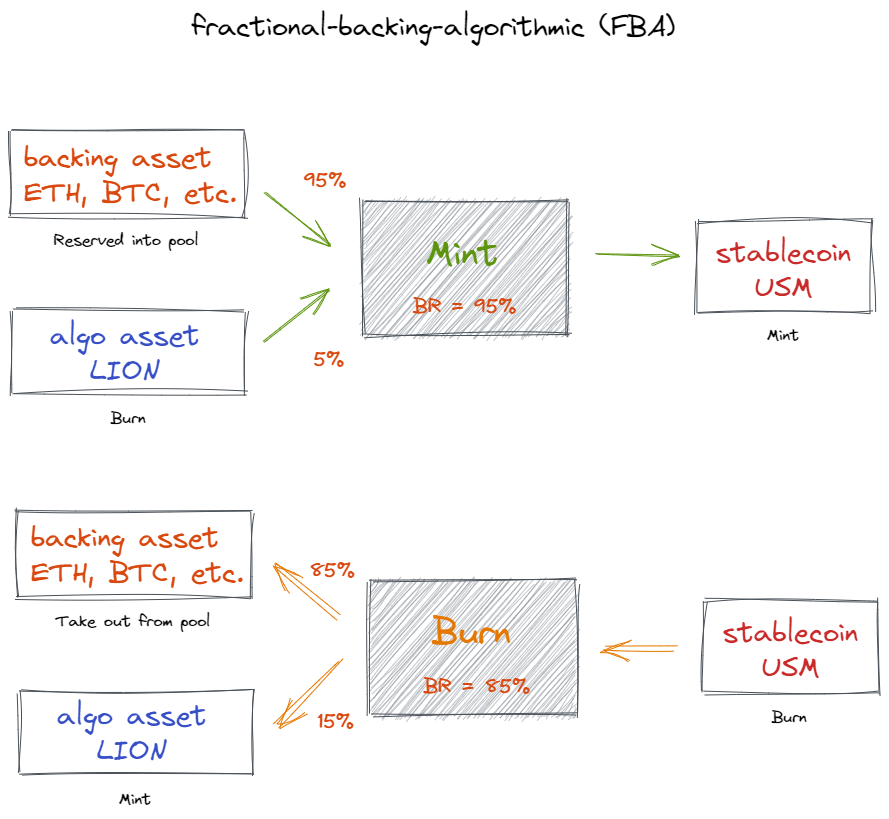 fractional-backing-algorithmic (FBA)
backing asset
ETH, BTC, etc.
Reserved into pool
95%
Mint
BR = 95%
stablecoin
USM
Mint
algo asset
LION
5%
Burn
backing asset
ETH, BTC, etc.
Take out from pool
85%
Burn
BR = 85%
stablecoin
USM
Burn
algo asset
LION
15%
Mint